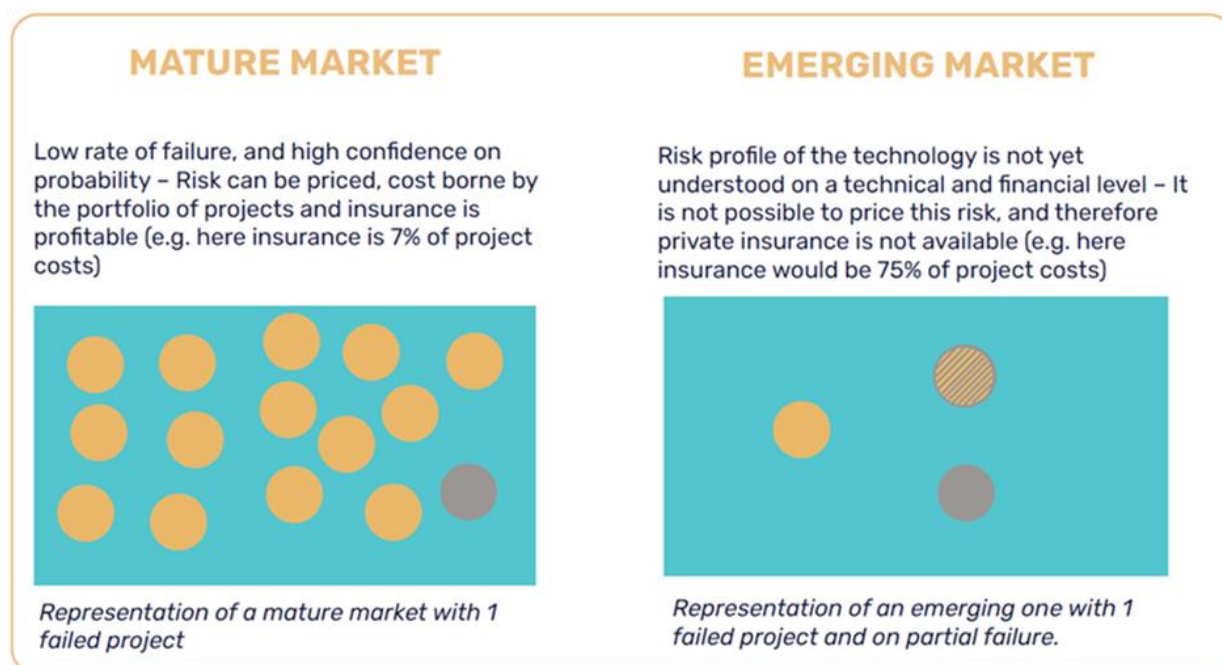 MATURE MARKET
Low rate of failure, and high confidence on
probability – Risk can be priced, cost borne by
the portfolio of projects and insurance is
profitable (e.g. here insurance is 7% of project
costs)
Representation of a mature market with 1
failed project
EMERGING MARKET
Risk profile of the technology is not yet
understood on a technical and financial level – It
is not possible to price this risk, and therefore
private insurance is not available (e.g. here
insurance would be 75% of project costs)
Representation of an emerging one with 1
failed project and on partial failure.